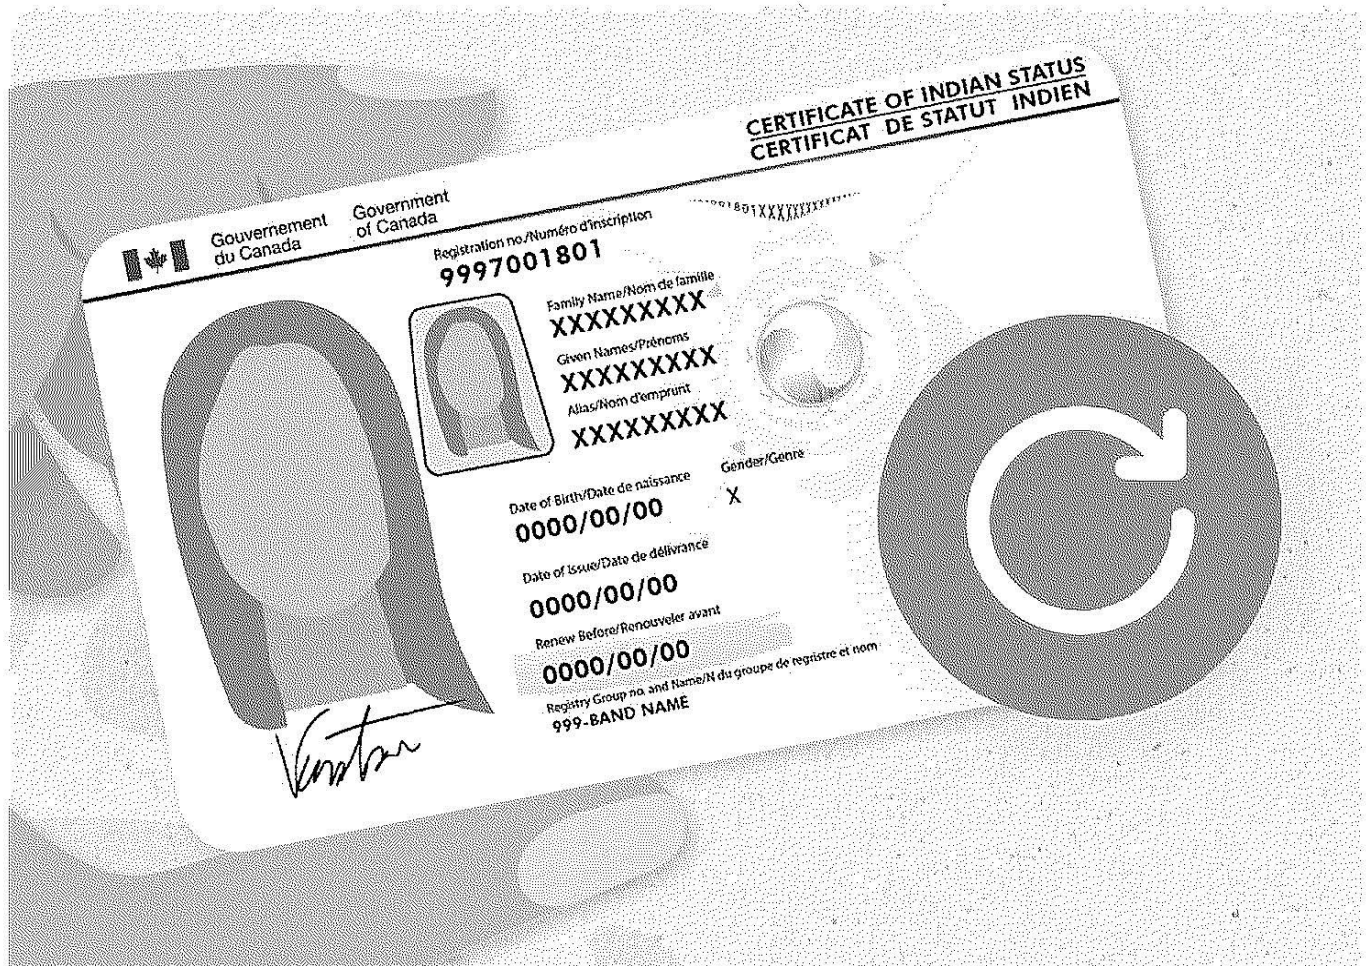 CERTIFICATE OF INDIAN STATUS
CERTIFICAT DE STATUT INDIEN
Gouvernement
du Canada
Government
of Canada
Registration no./Numéro d'inscription
9997001801
Family Name/Nom de famille
XXXXXXXXX
Given Names/Prénoms
XXXXXXXXX
Alias/Nom d'emprunt
XXXXXXXXX
Date of Birth/Date de naissance
0000/00/00
Gender/Genre
X
Date of Issue/Date de délivrance
0000/00/00
Renew Before/Renouveler avant
0000/00/00
Registry Group no. and Name/N du groupe de regristre et nom
999-BAND NAME